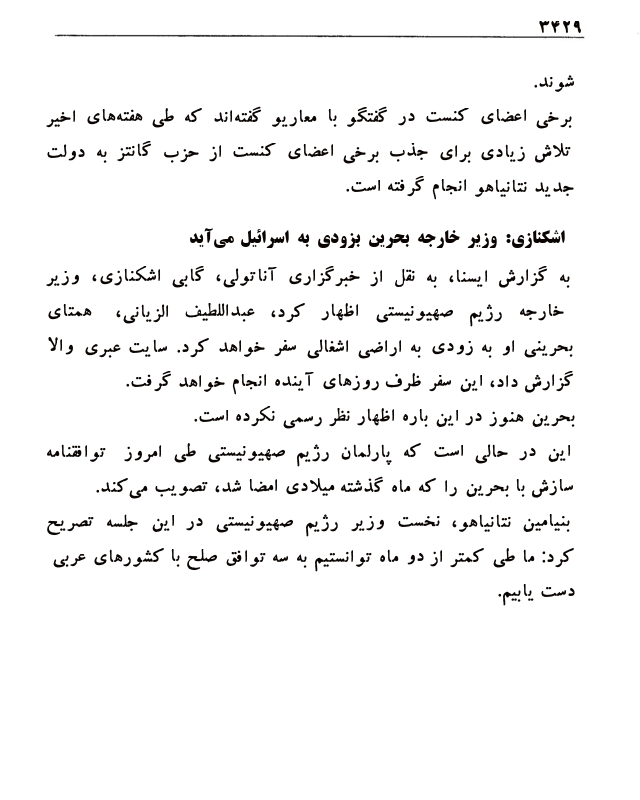 ۳۴۲۹
شوند.
برخی اعضای کنست در گفتگو با معاریو گفته‌اند که طی هفته‌های اخیر
تلاش زیادی برای جذب برخی اعضای کنست از حزب گانتز به دولت
جدید نتانیاهو انجام گرفته است.
اشکنازی: وزیر خارجه بحرین بزودی به اسرائیل می‌آید
به گزارش ایسنا، به نقل از خبرگزاری آناتولی، گابی اشکنازی، وزیر
خارجه رژیم صهیونیستی اظهار کرد، عبداللطیف الزیانی، همتای
بحرینی او به زودی به اراضی اشغالی سفر خواهد کرد. سایت عبری والا
گزارش داد، این سفر ظرف روزهای آینده انجام خواهد گرفت.
بحرین هنوز در این باره اظهار نظر رسمی نکرده است.
این در حالی است که پارلمان رژیم صهیونیستی طی امروز توافقنامه
سازش با بحرین را که ماه گذشته میلادی امضا شد، تصویب می‌کند.
بنیامین نتانیاهو، نخست وزیر رژیم صهیونیستی در این جلسه تصریح
کرد: ما طی کمتر از دو ماه توانستیم به سه توافق صلح با کشورهای عربی
دست یابیم.